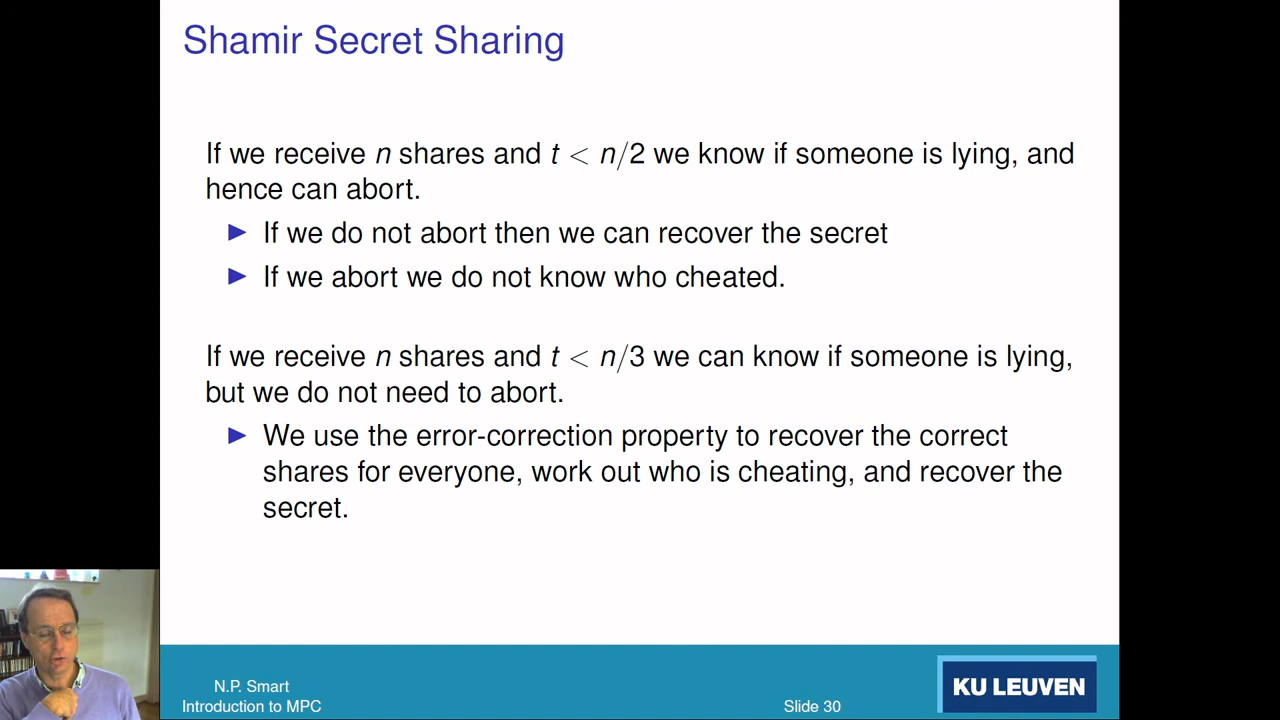 Shamir Secret Sharing
If we receive n shares and t < n/2 we know if someone is lying, and
hence can abort.
▶ If we do not abort then we can recover the secret
▶ If we abort we do not know who cheated.
If we receive n shares and t < n/3 we can know if someone is lying,
but we do not need to abort.
▶ We use the error-correction property to recover the correct
shares for everyone, work out who is cheating, and recover the
secret.
N.P. Smart
Introduction to MPC
Slide 30
KU LEUVEN